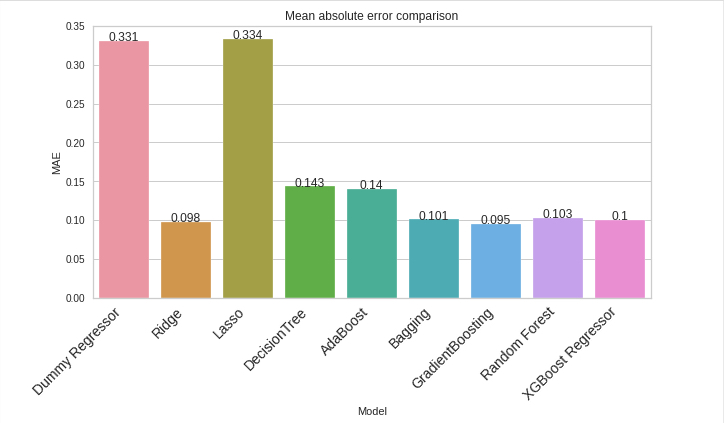 Mean absolute error comparison
0.35
0.30
0.25
0.20
0.15
0.10
0.05
0.00
MAE
0.331
0.098
0.334
0.143
0.14
0.101
0.095
0.103
0.1
Dummy Regressor
Ridge
Lasso
DecisionTree
AdaBoost
Bagging
GradientBoosting
Random Forest
XGBoost Regressor
Model